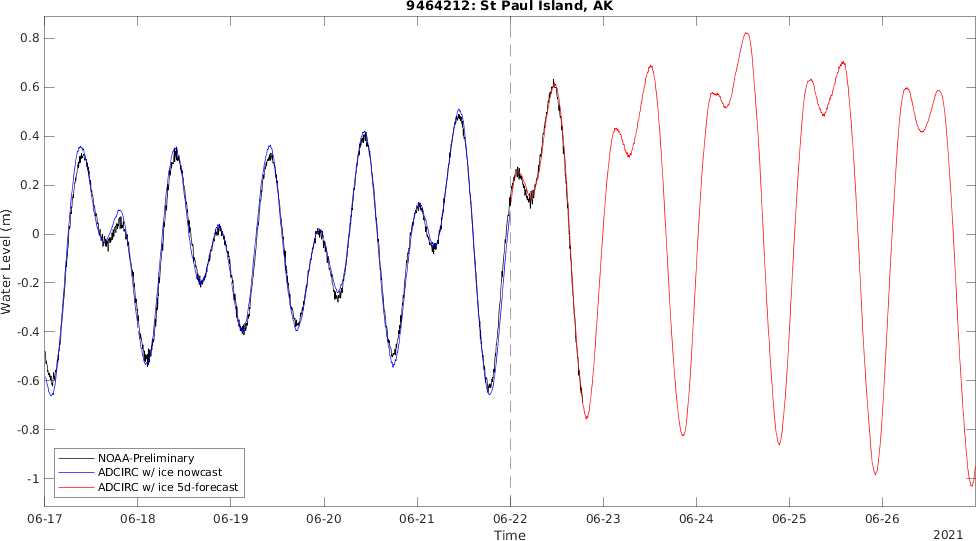 9464212: St Paul Island, AK
0.8
0.6
0.4
0.2
0
-0.2
-0.4
-0.6
-0.8
-1
Water Level (m)
NOAA-Preliminary
ADCIRC w/ ice nowcast
ADCIRC w/ ice 5d-forecast
06-17 06-18 06-19 06-20 06-21 06-22 06-23 06-24 06-25 06-26
Time
2021